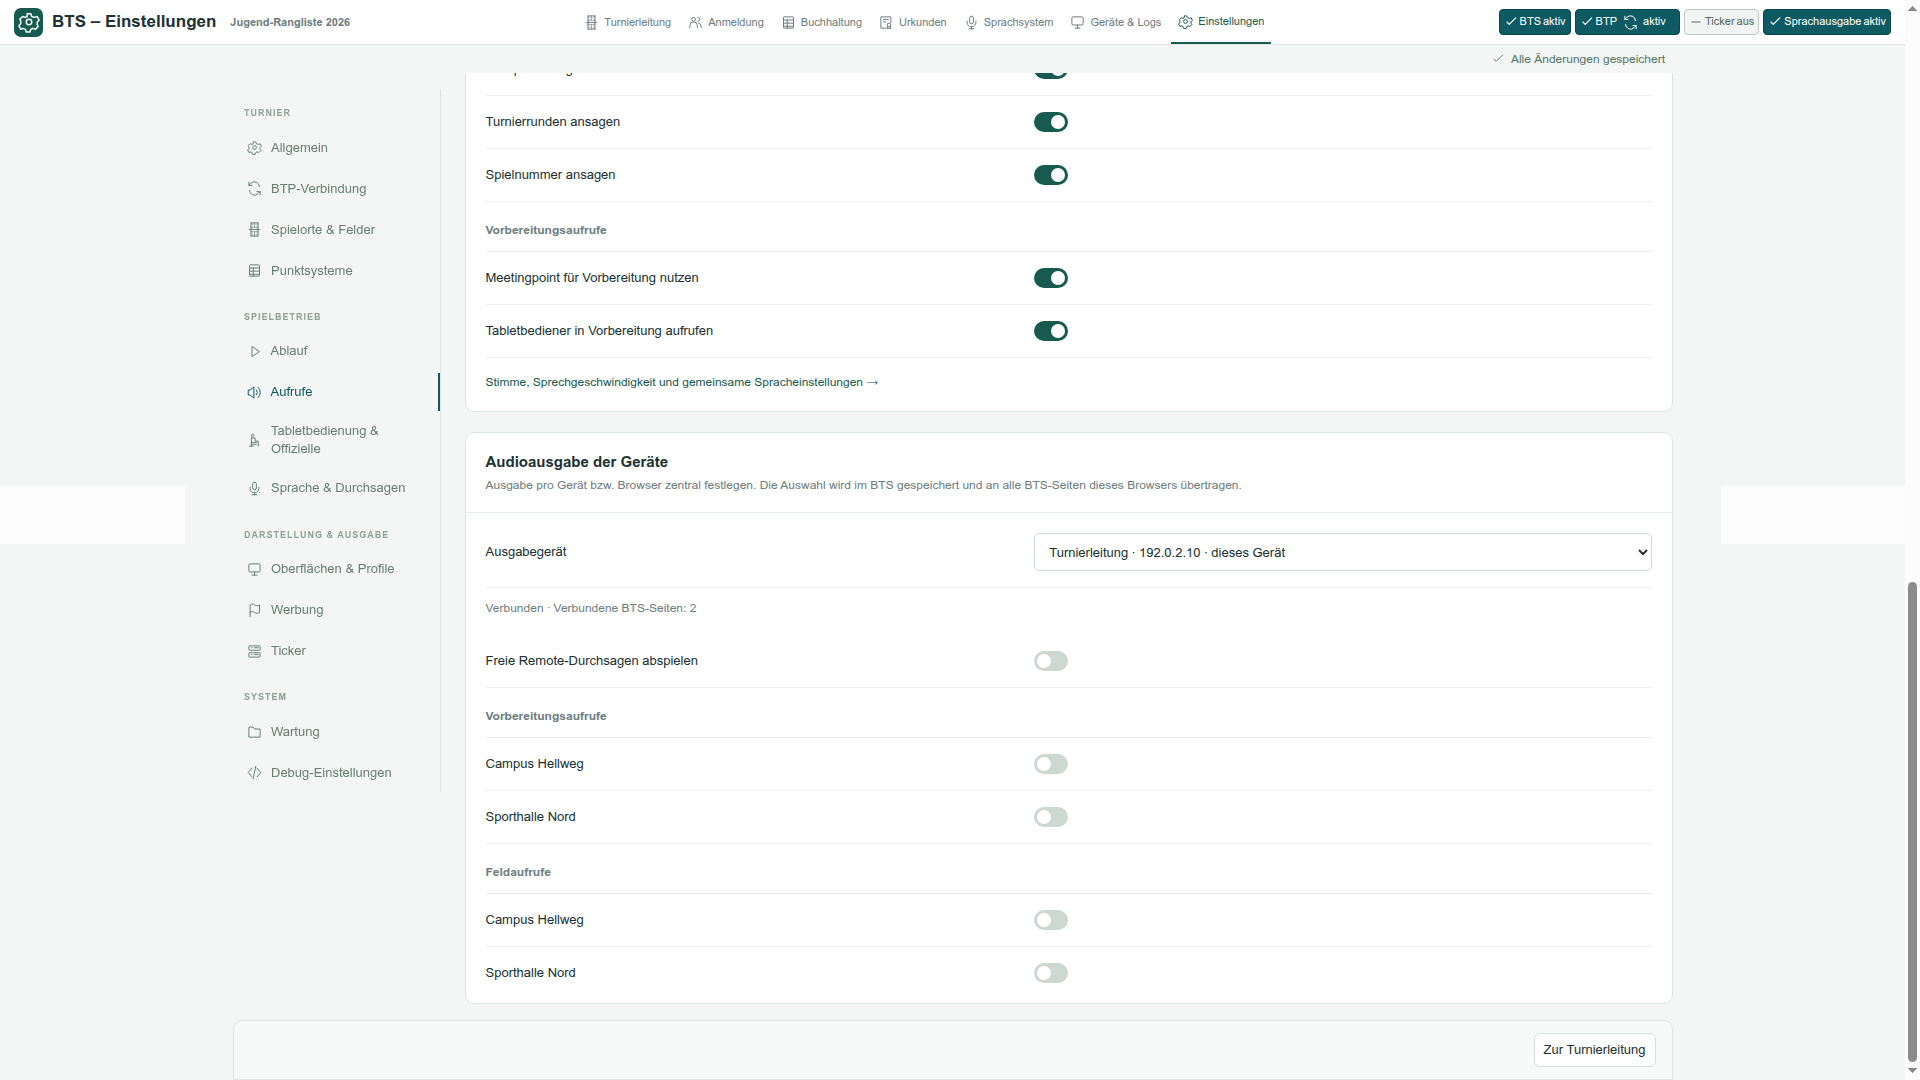 BTS – Einstellungen
Jugend-Rangliste 2026
Turnierleitung
Anmeldung
Buchhaltung
Urkunden
Sprachsystem
Geräte & Logs
Einstellungen
BTS aktiv
BTP aktiv
Ticker aus
Sprachausgabe aktiv
Alle Änderungen gespeichert
TURNIER
Allgemein
BTP-Verbindung
Spielorte & Felder
Punktsysteme
SPIELBETRIEB
Ablauf
Aufrufe
Tabletbedienung &
Offizielle
Sprache & Durchsagen
DARSTELLUNG & AUSGABE
Oberflächen & Profile
Werbung
Ticker
SYSTEM
Wartung
Debug-Einstellungen
Turnierrunden ansagen
Spielnummer ansagen
Vorbereitungsaufrufe
Meetingpoint für Vorbereitung nutzen
Tabletbediener in Vorbereitung aufrufen
Stimme, Sprechgeschwindigkeit und gemeinsame Spracheinstellungen →
Audioausgabe der Geräte
Ausgabe pro Gerät bzw. Browser zentral festlegen. Die Auswahl wird im BTS gespeichert und an alle BTS-Seiten dieses Browsers übertragen.
Ausgabegerät
Turnierleitung · 192.0.2.10 · dieses Gerät
Verbunden · Verbundene BTS-Seiten: 2
Freie Remote-Durchsagen abspielen
Vorbereitungsaufrufe
Campus Hellweg
Sporthalle Nord
Feldaufrufe
Campus Hellweg
Sporthalle Nord
Zur Turnierleitung